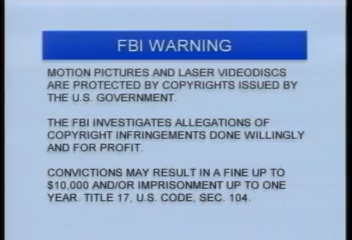 FBI WARNING
MOTION PICTURES AND LASER VIDEODISCS
ARE PROTECTED BY COPYRIGHTS ISSUED BY
THE U.S. GOVERNMENT.
THE FBI INVESTIGATES ALLEGATIONS OF
COPYRIGHT INFRINGEMENTS DONE WILLINGLY
AND FOR PROFIT.
CONVICTIONS MAY RESULT IN A FINE UP TO
$10,000 AND/OR IMPRISONMENT UP TO ONE
YEAR. TITLE 17, U.S. CODE, SEC. 104.